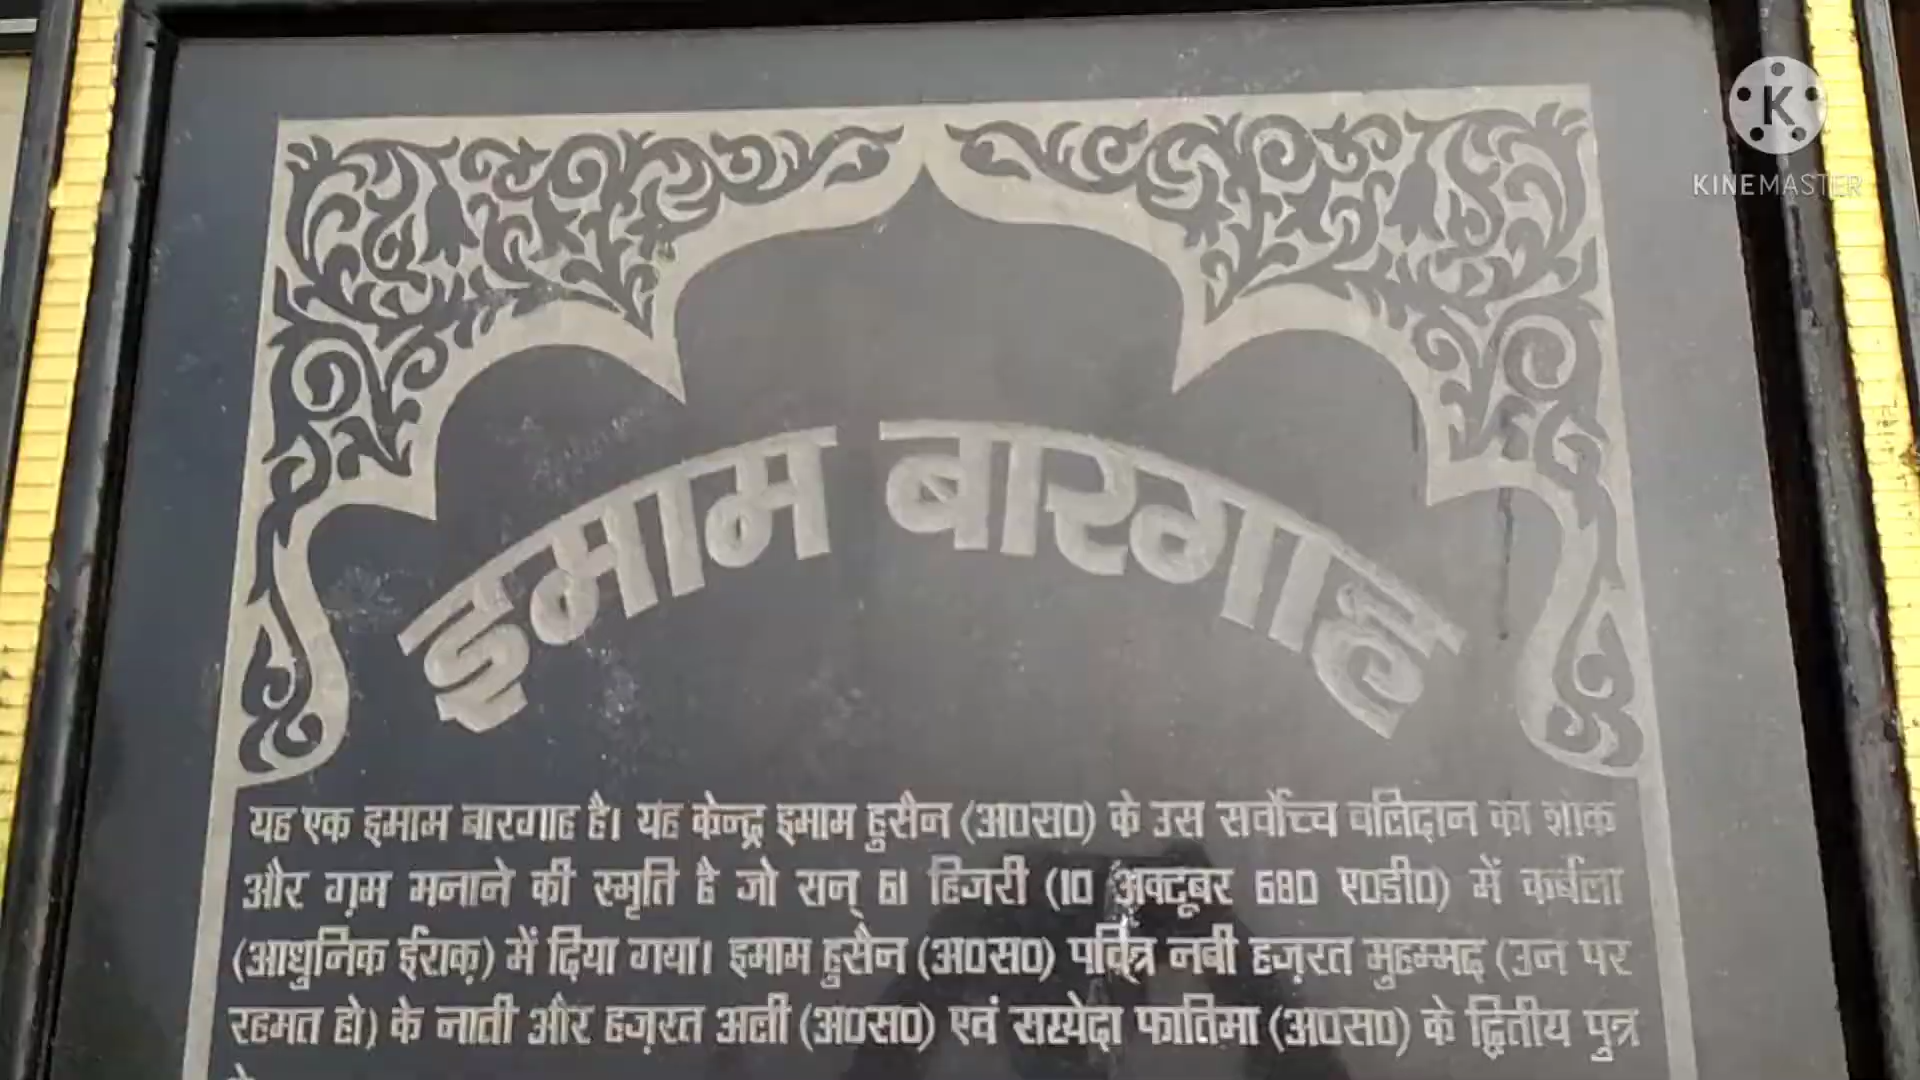 KINEMASTER
इमाम बारगाह
यह एक इमाम बारगाह है। यह केन्द्र इमाम हुसैन (अ0स0) के उस सर्वोच्च बलिदान का शोक
और ग़म मनाने की स्मृति है जो सन् 61 हिजरी (10 अक्टूबर 680 ए0डी0) में कर्बला
(आधुनिक ईराक़) में दिया गया। इमाम हुसैन (अ0स0) पवित्र नबी हज़रत मुहम्मद (उन पर
रहमत हो) के नाती और हज़रत अली (अ0स0) एवं सय्येदा फातिमा (अ0स0) के द्वितीय पुत्र